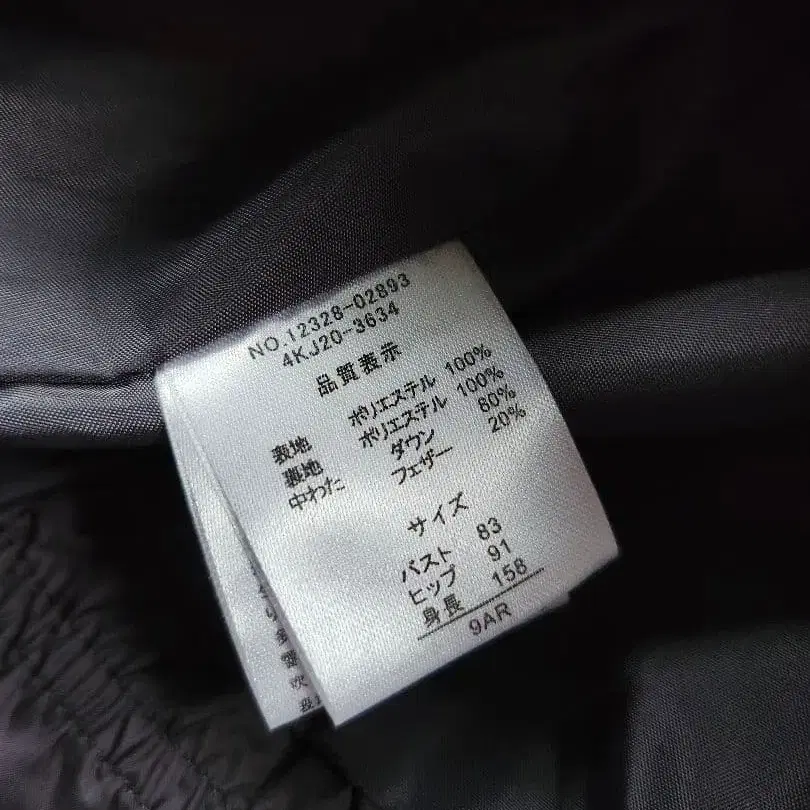 NO.12328-02893
4KJ20-3634
品質表示
表地 ポリエステル 100%
裏地 ポリエステル 100%
中わた ダウン 80%
フェザー 20%
サイズ
バスト 83
ヒップ 91
身長 158
9AR